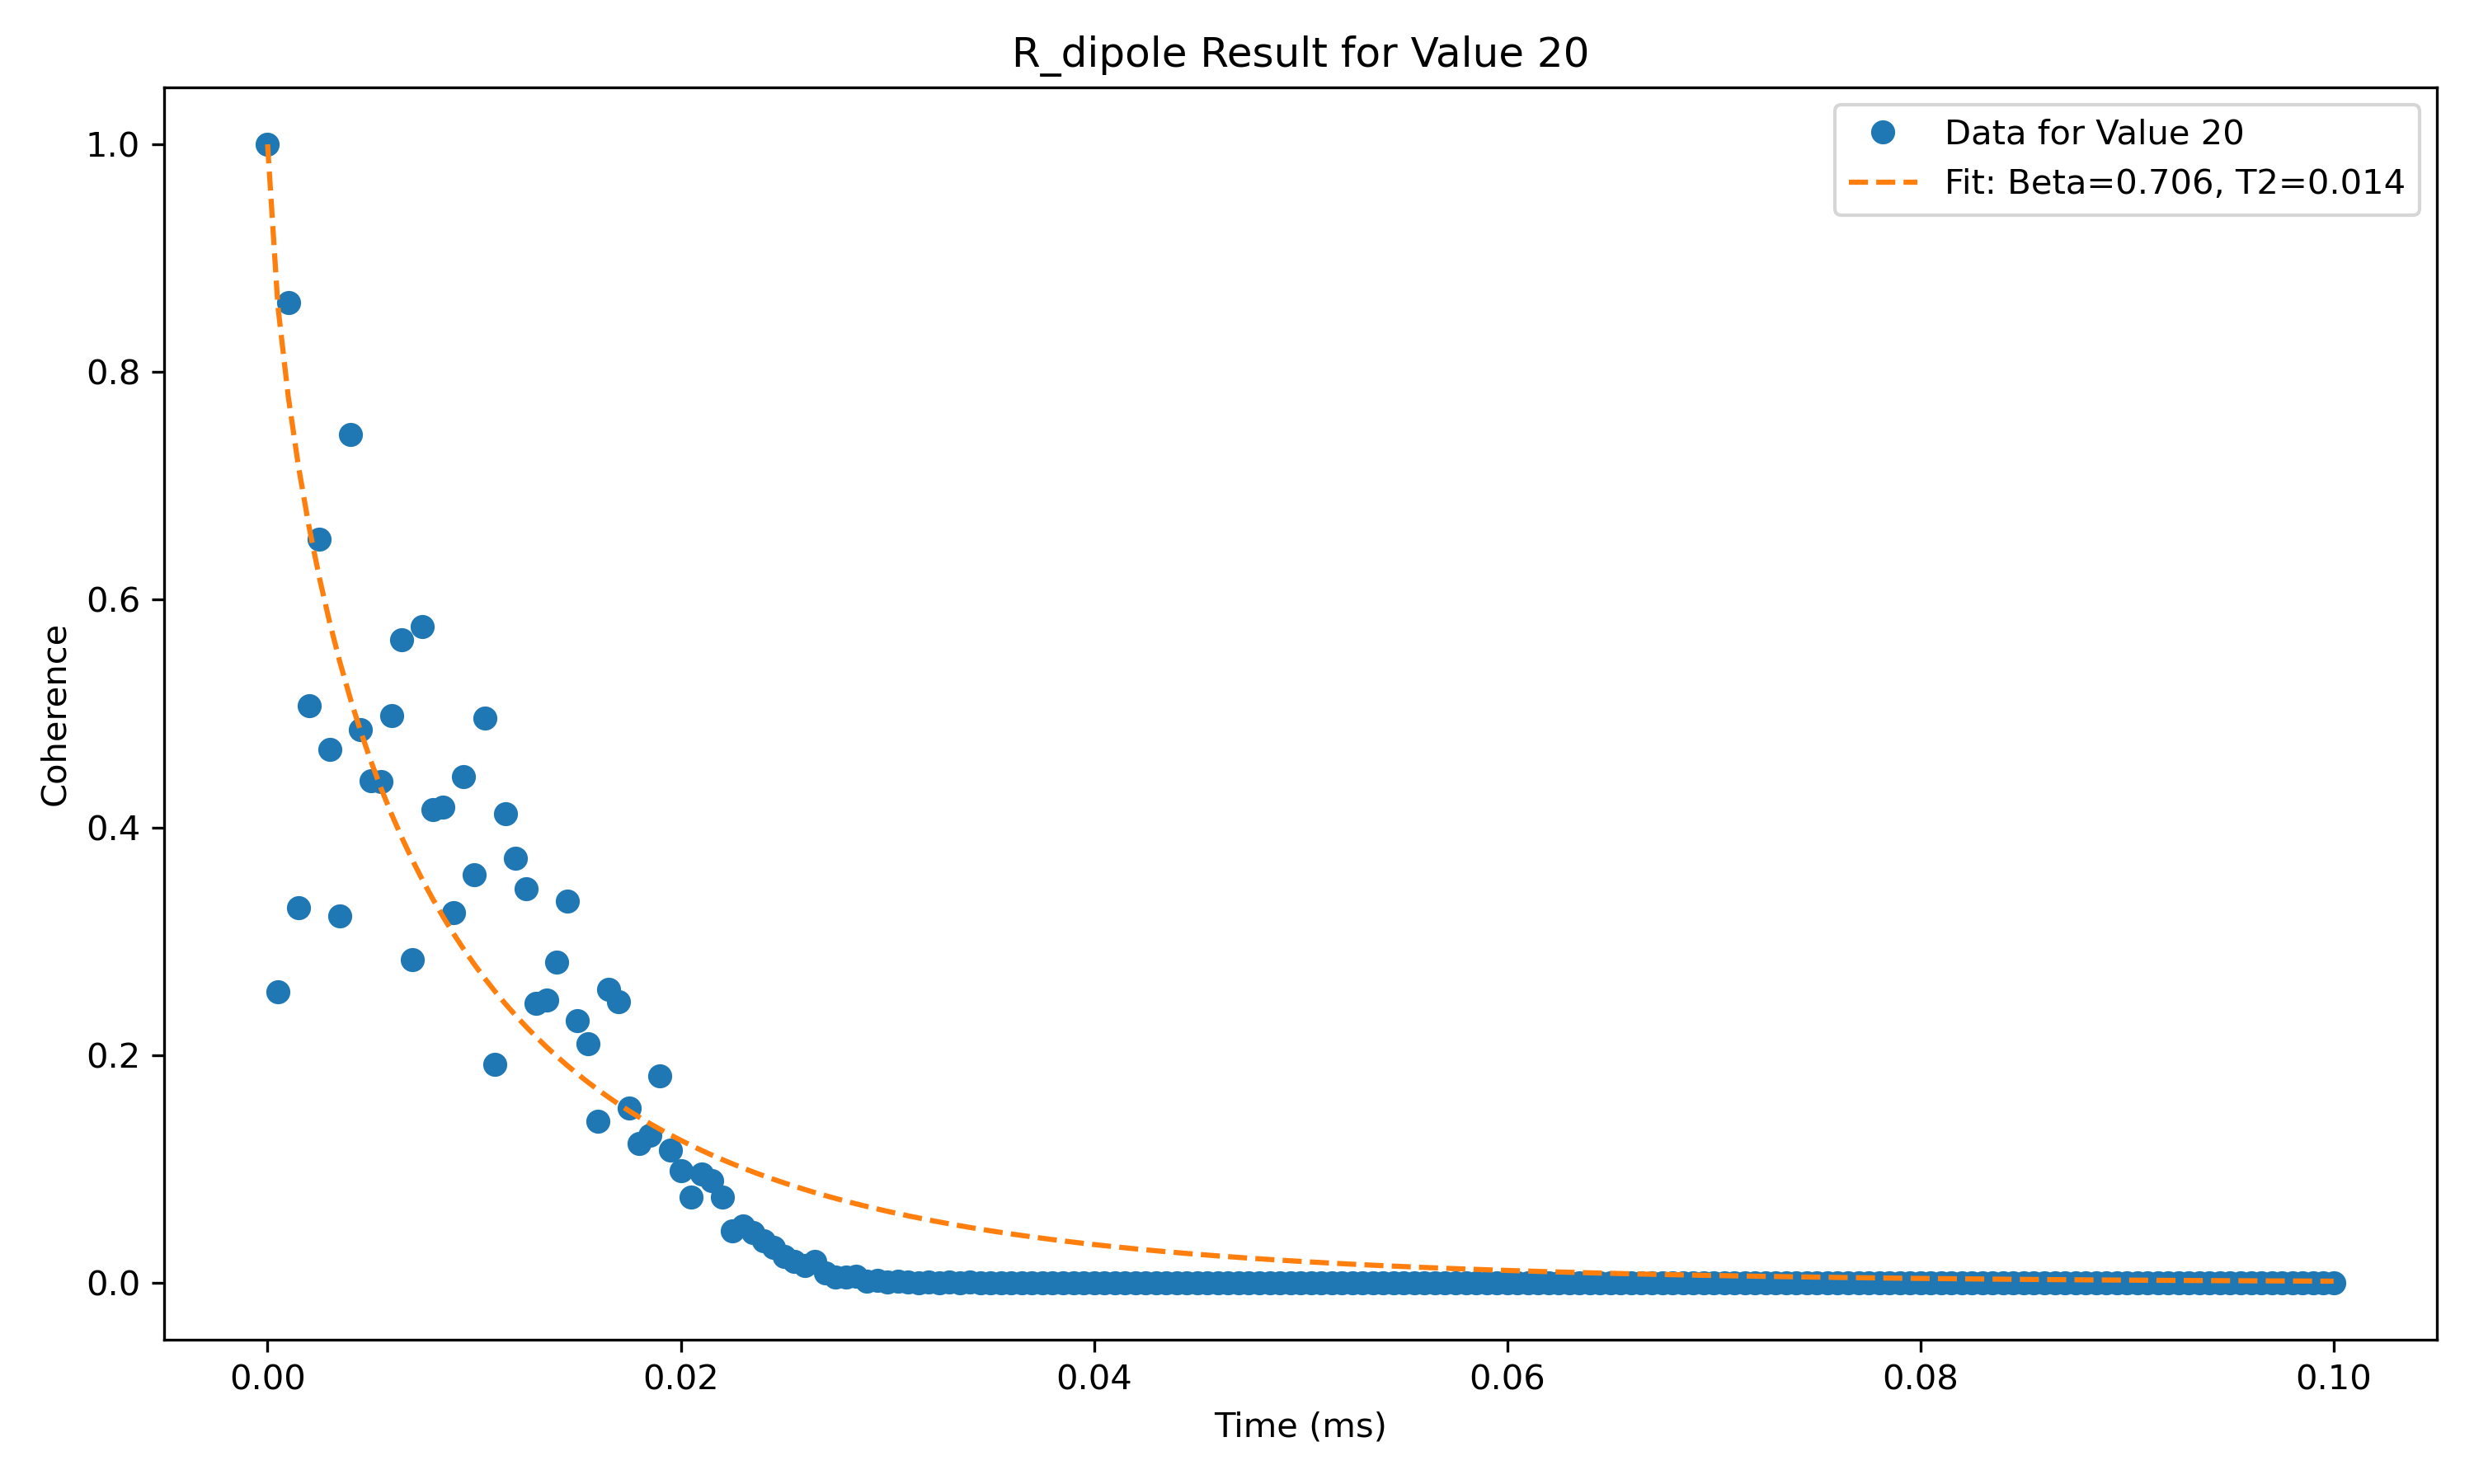 R_dipole Result for Value 20
Data for Value 20
Fit: Beta=0.706, T2=0.014
1.0
0.8
0.6
0.4
0.2
0.0
Coherence
0.00 0.02 0.04 0.06 0.08 0.10
Time (ms)